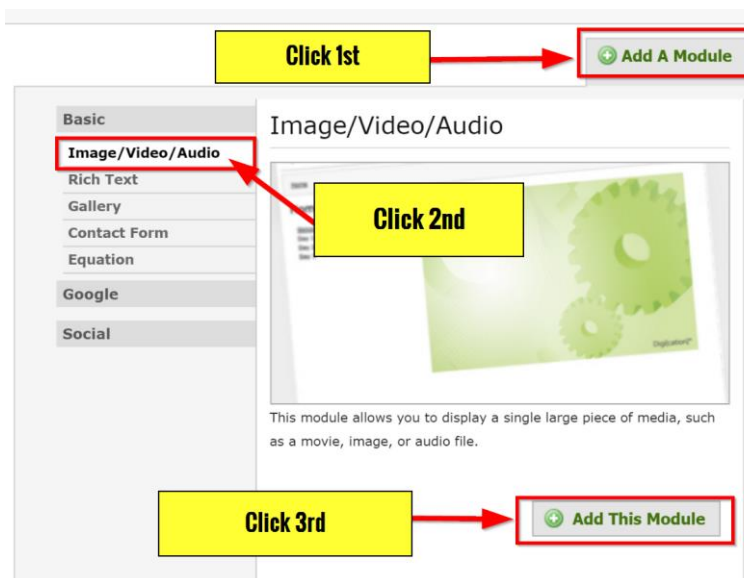 Click 1st
Add A Module
Basic
Image/Video/Audio
Rich Text
Gallery
Contact Form
Equation
Google
Social
Image/Video/Audio
Click 2nd
This module allows you to display a single large piece of media, such
as a movie, image, or audio file.
Click 3rd
Add This Module